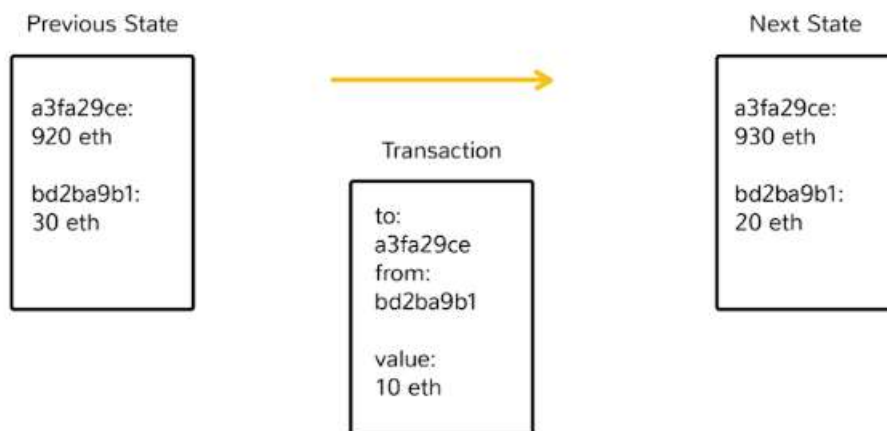 Previous State
a3fa29ce:
920 eth
bd2ba9b1:
30 eth
Transaction
to:
a3fa29ce
from:
bd2ba9b1
value:
10 eth
Next State
a3fa29ce:
930 eth
bd2ba9b1:
20 eth